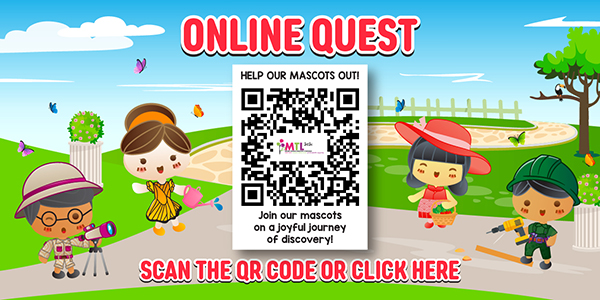 ONLINE QUEST
HELP OUR MASCOTS OUT!
MTL
Join our mascots
on a joyful journey
of discovery!
SCAN THE QR CODE OR CLICK HERE